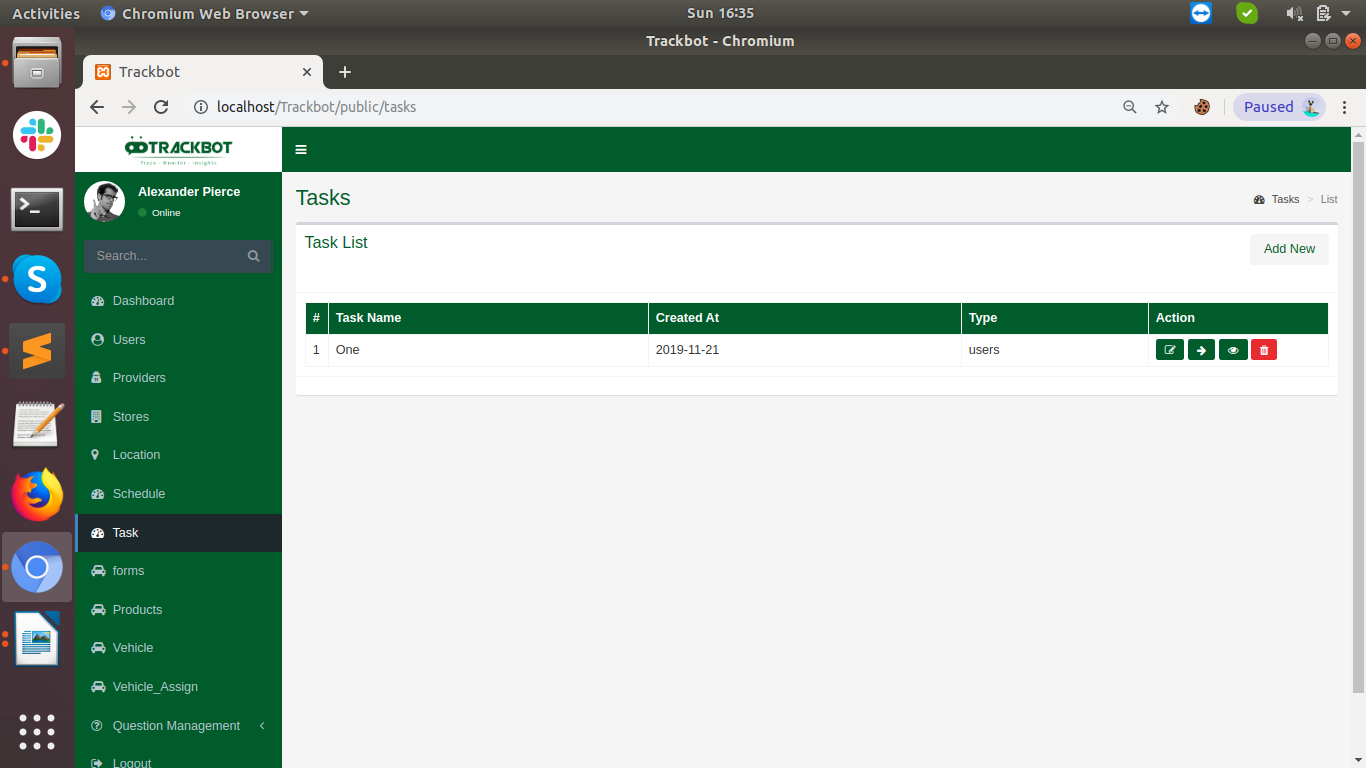 Activities Chromium Web Browser Sun 16:35
Trackbot - Chromium
Trackbot
localhost/Trackbot/public/tasks Paused
TRACKBOT
Track - Monitor - Insights
Alexander Pierce
Online
Search...
Dashboard
Users
Providers
Stores
Location
Schedule
Task
forms
Products
Vehicle
Vehicle_Assign
Question Management
Logout
Tasks
Tasks > List
Task List
Add New
# Task Name Created At Type Action
1 One 2019-11-21 users